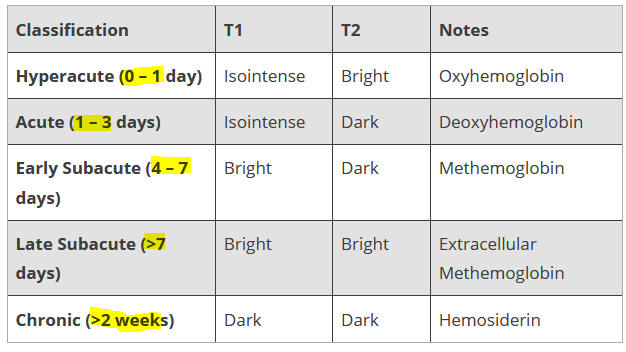 Classification T1 T2 Notes
Hyperacute (0 – 1 day) Isointense Bright Oxyhemoglobin
Acute (1 – 3 days) Isointense Dark Deoxyhemoglobin
Early Subacute (4 – 7 Bright Dark Methemoglobin
days)
Late Subacute (>7 Bright Bright Extracellular
days) Methemoglobin
Chronic (>2 weeks) Dark Dark Hemosiderin